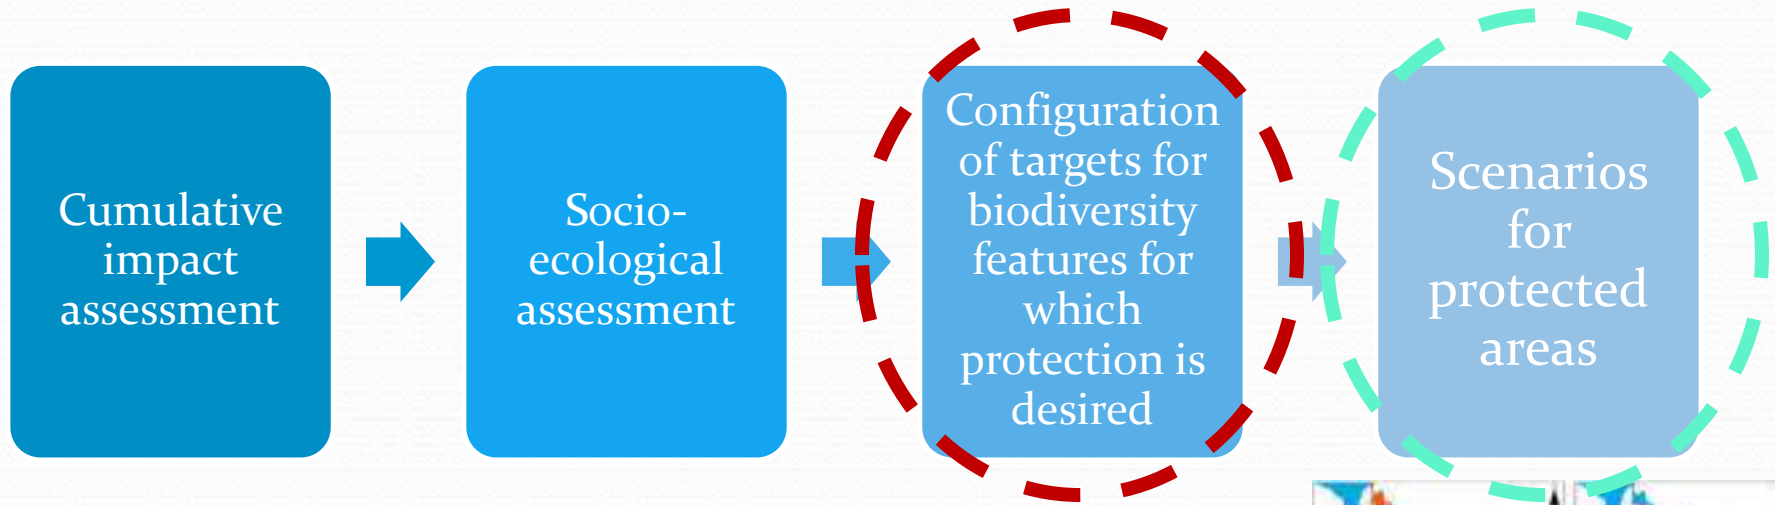 Cumulative
impact
assessment
Socio-
ecological
assessment
Configuration
of targets for
biodiversity
features for
which
protection is
desired
Scenarios
for
protected
areas